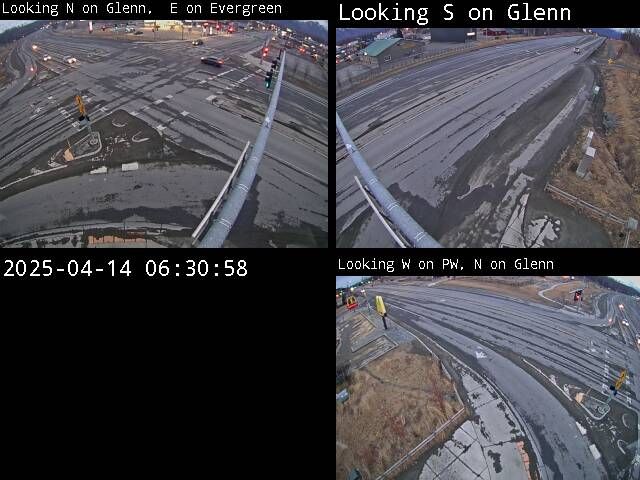 Looking N on Glenn,  E on Evergreen
Looking S on Glenn
2025-04-14 06:30:58
Looking W on PW, N on Glenn